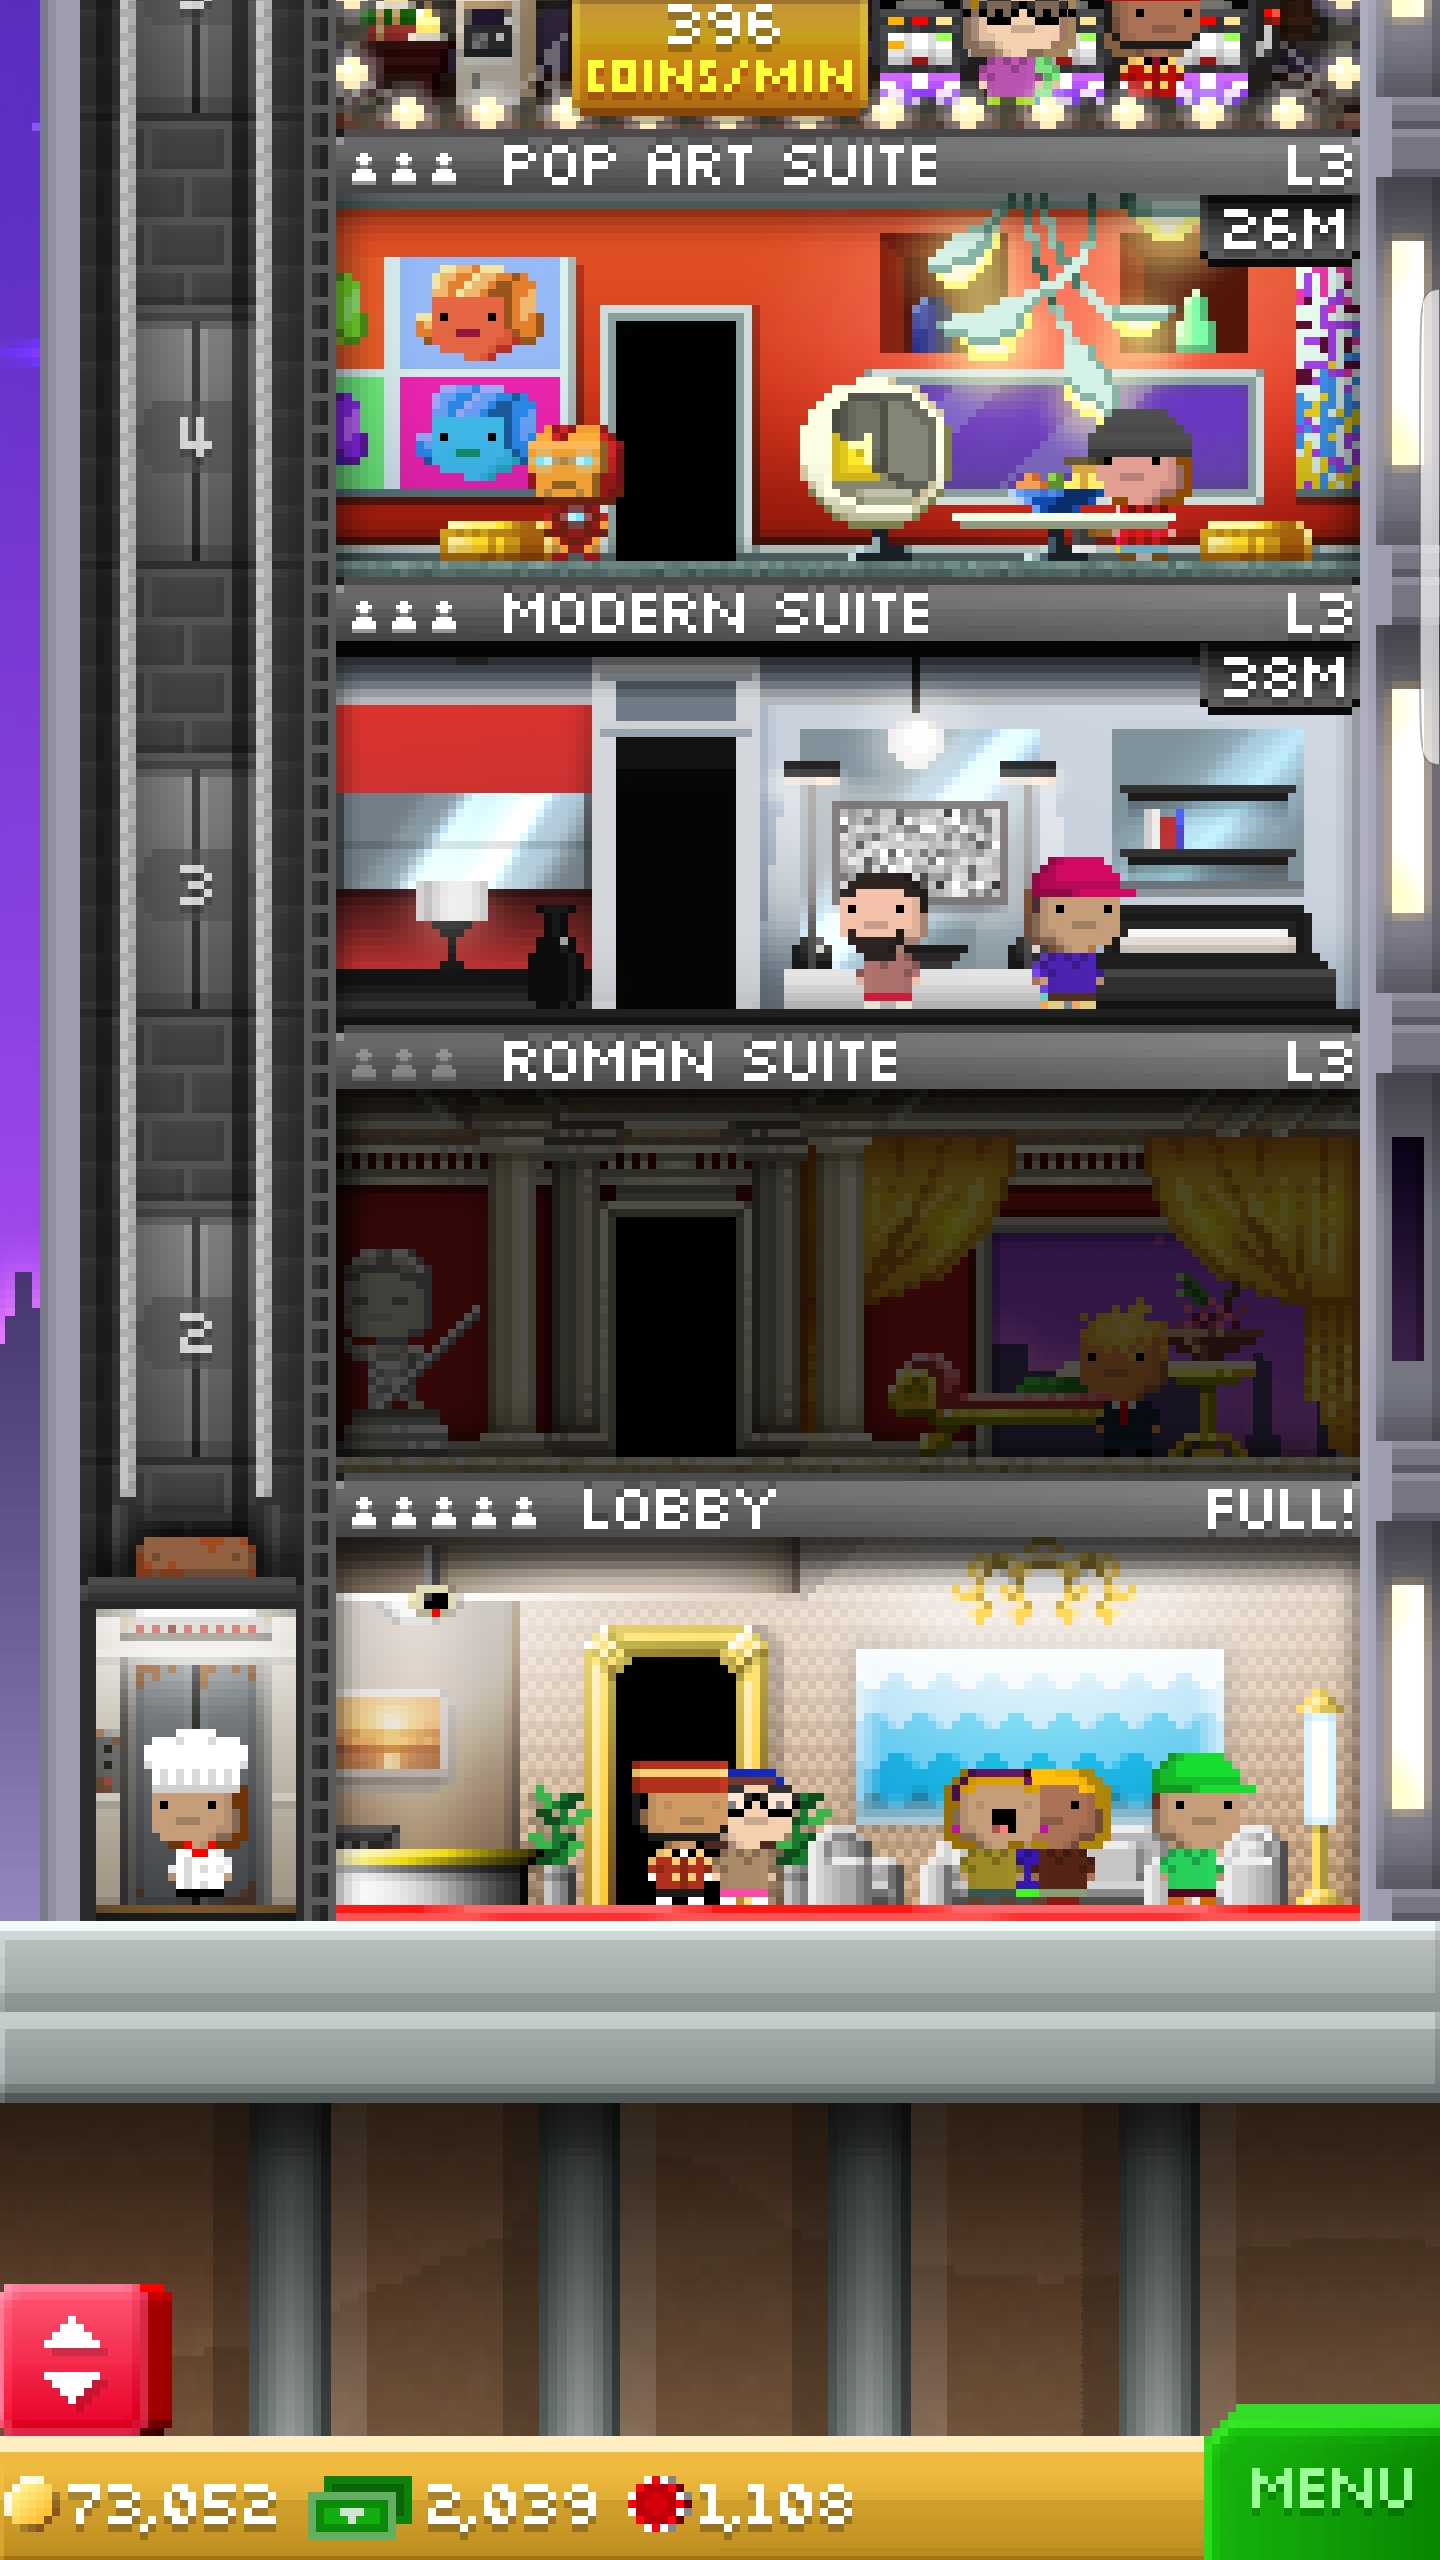 396
COINS/MIN
POP ART SUITE L3
26M
4
MODERN SUITE L3
38M
3
ROMAN SUITE L3
2
LOBBY FULL!
MENU
73,052 2,039 1,108